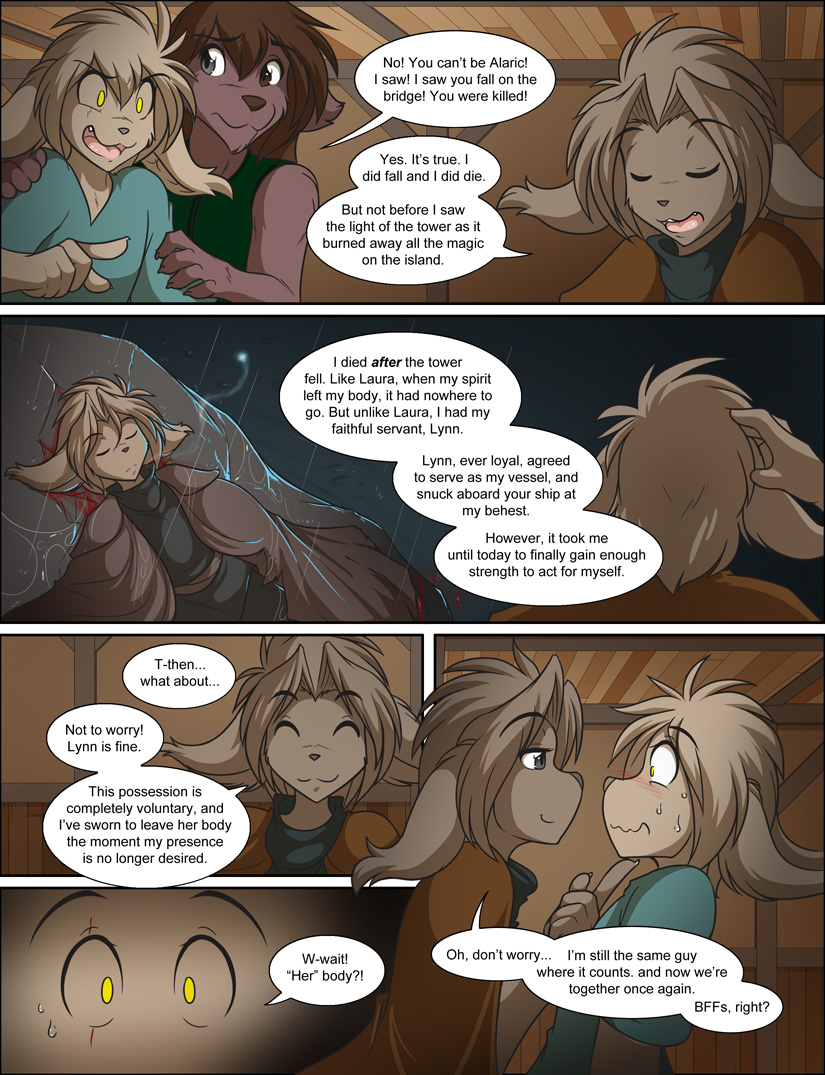 No! You can't be Alaric!
I saw! I saw you fall on the
bridge! You were killed!
Yes. It's true. I
did fall and I did die.
But not before I saw
the light of the tower as it
burned away all the magic
on the island.
I died after the tower
fell. Like Laura, when my spirit
left my body, it had nowhere to
go. But unlike Laura, I had my
faithful servant, Lynn.
Lynn, ever loyal, agreed
to serve as my vessel, and
snuck aboard your ship at
my behest.
However, it took me
until today to finally gain enough
strength to act for myself.
T-then...
what about...
Not to worry!
Lynn is fine.
This possession is
completely voluntary, and
I've sworn to leave her body
the moment my presence
is no longer desired.
W-wait!
“Her” body?!
Oh, don't worry...
I'm still the same guy
where it counts. and now we're
together once again.
BFFs, right?